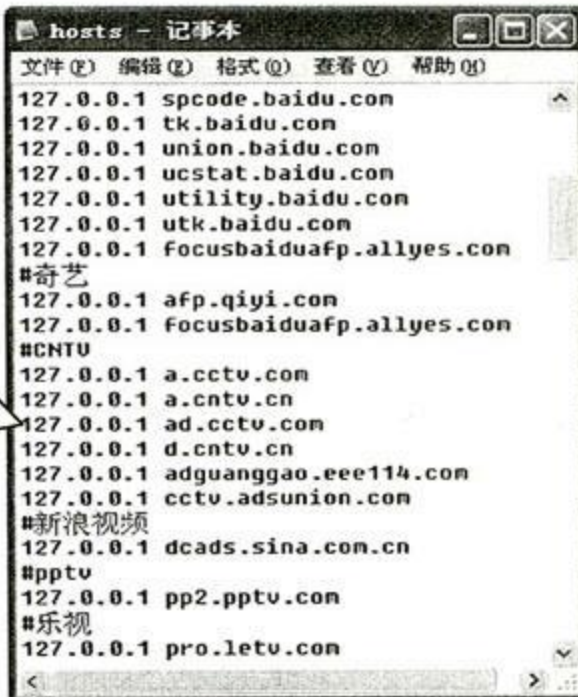 hosts - 记事本
文件(F) 编辑(E) 格式(O) 查看(V) 帮助(H)
127.0.0.1 spcode.baidu.com
127.0.0.1 tk.baidu.com
127.0.0.1 union.baidu.com
127.0.0.1 ucstat.baidu.com
127.0.0.1 utility.baidu.com
127.0.0.1 utk.baidu.com
127.0.0.1 focusbaiduafp.allyes.com
#奇艺
127.0.0.1 afp.qiyi.com
127.0.0.1 focusbaiduafp.allyes.com
#CNTV
127.0.0.1 a.cctv.com
127.0.0.1 a.cntv.cn
127.0.0.1 ad.cctv.com
127.0.0.1 d.cntv.cn
127.0.0.1 adguanggao.eee114.com
127.0.0.1 cctv.adsunion.com
#新浪视频
127.0.0.1 dcads.sina.com.cn
#pptv
127.0.0.1 pp2.pptv.com
#乐视
127.0.0.1 pro.letv.com